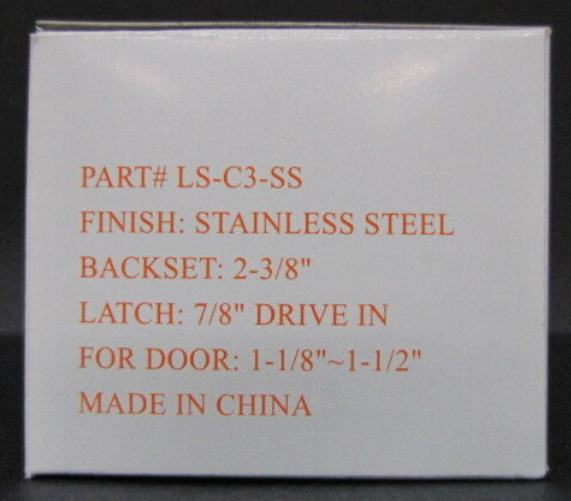 PART# LS-C3-SS
FINISH: STAINLESS STEEL
BACKSET: 2-3/8"
LATCH: 7/8" DRIVE IN
FOR DOOR: 1-1/8"~1-1/2"
MADE IN CHINA